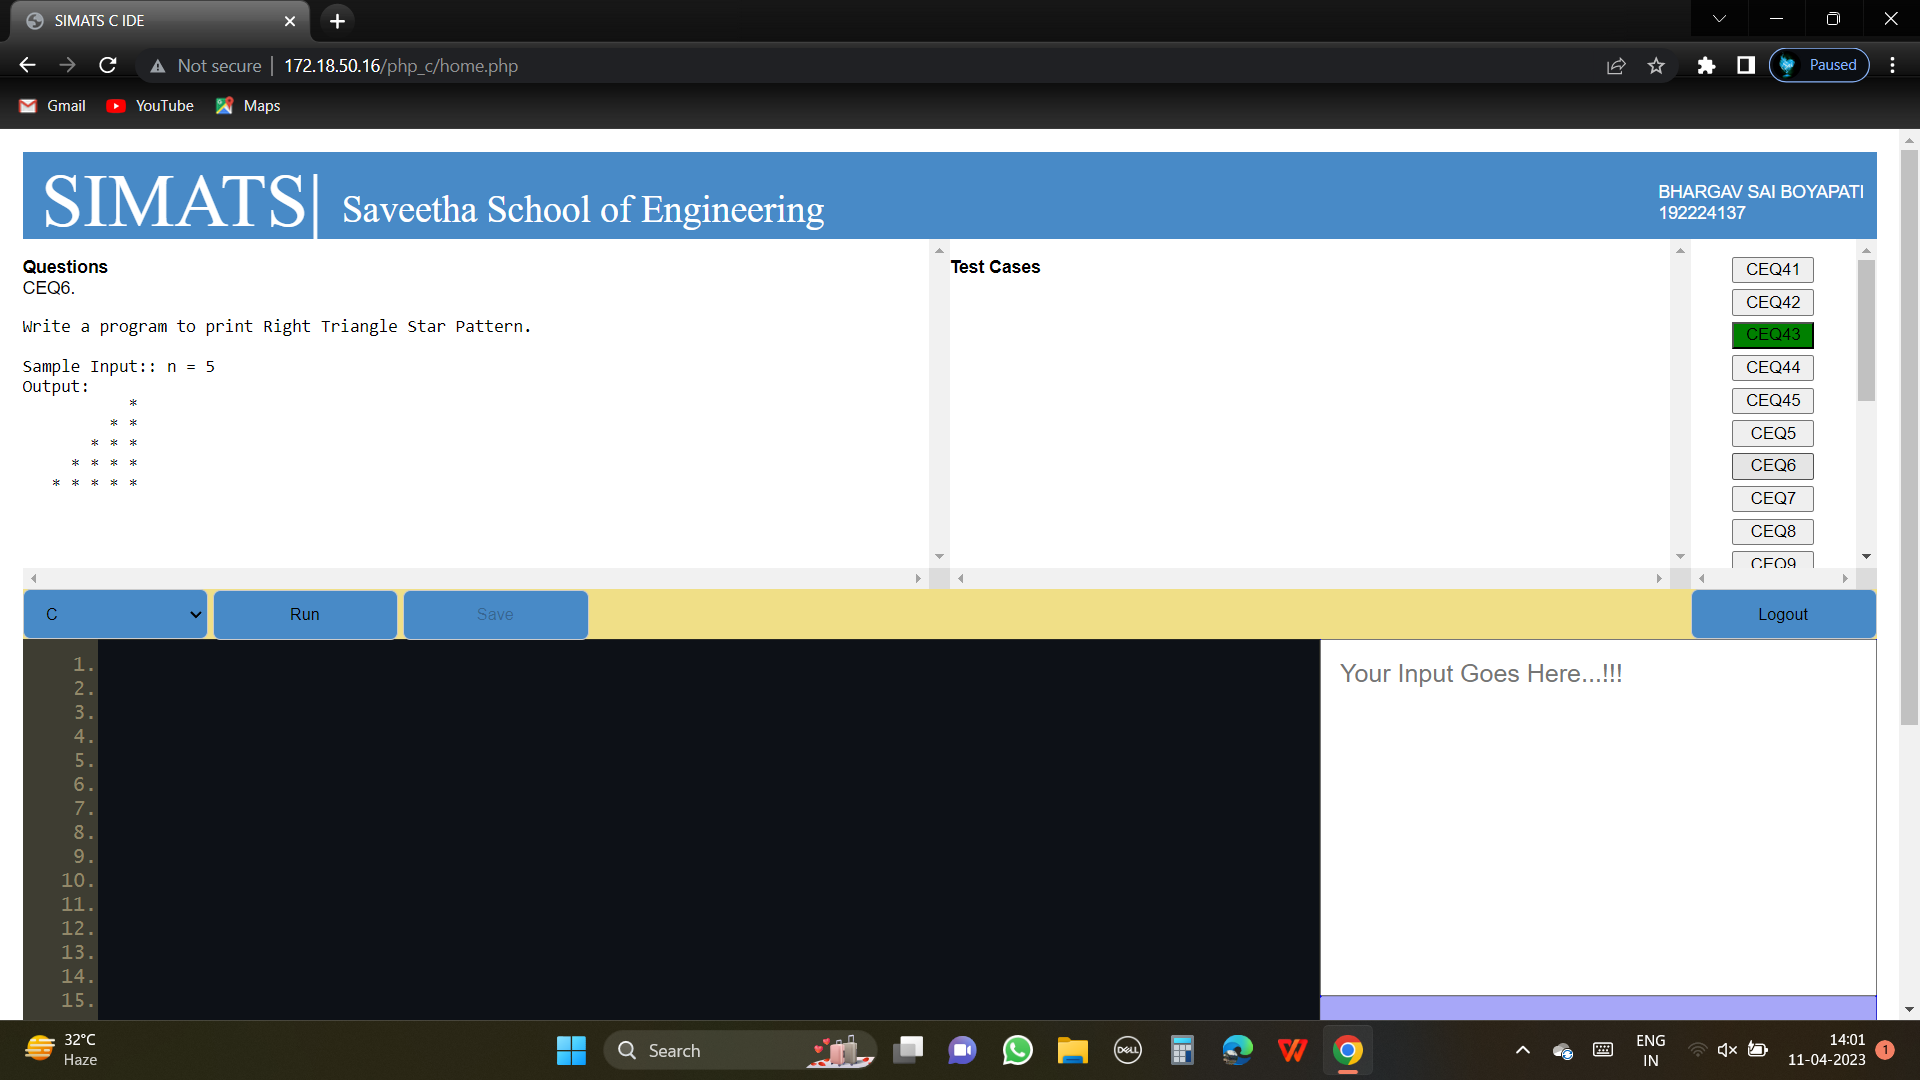 SIMATS C IDE
Not secure
172.18.50.16/php_c/home.php
Paused
Gmail
YouTube
Maps
SIMATS|
Saveetha School of Engineering
BHARGAV SAI BOYAPATI
192224137
Questions
CEQ6.
Write a program to print Right Triangle Star Pattern.
Sample Input:: n = 5
Output:
*
* *
* * *
* * * *
* * * * *
Test Cases
CEQ41
CEQ42
CEQ43
CEQ44
CEQ45
CEQ5
CEQ6
CEQ7
CEQ8
CEQ9
C
Run
Save
Logout
1.
2.
3.
4.
5.
6.
7.
8.
9.
10.
11.
12.
13.
14.
15.
Your Input Goes Here...!!!
32°C
Haze
Search
DELL
ENG
IN
14:01
11-04-2023
1